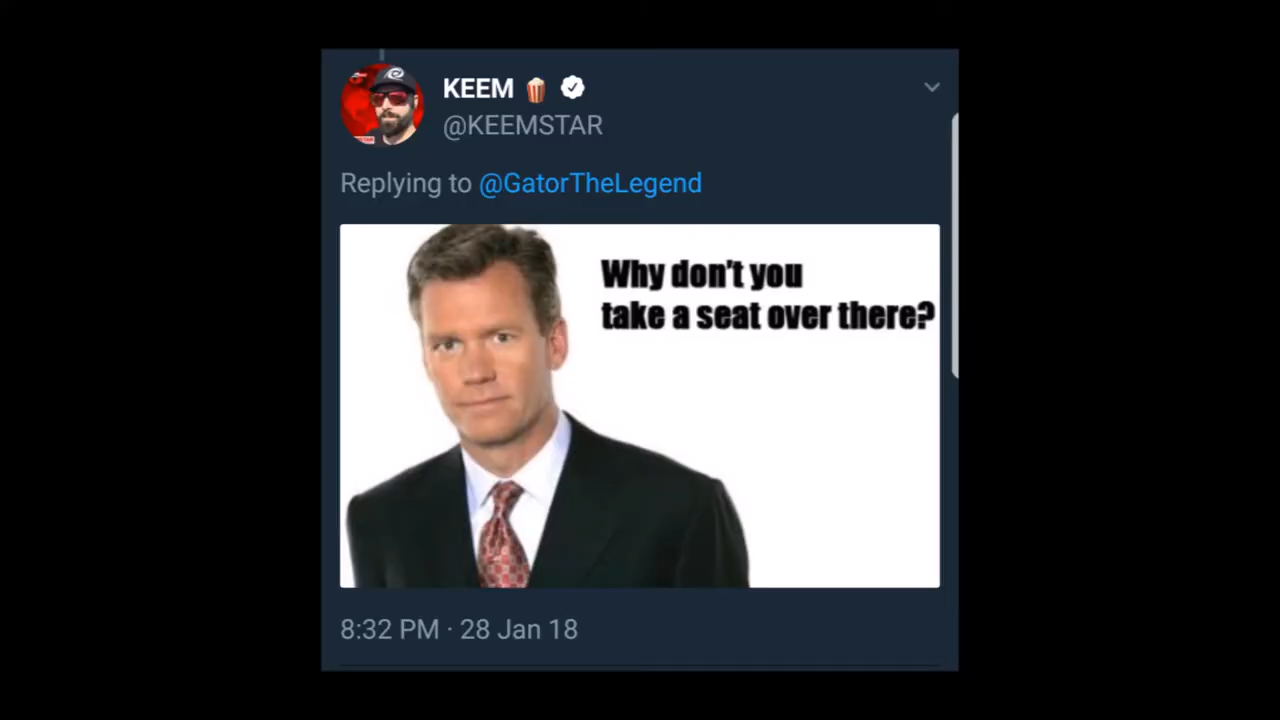 KEEM 🍿
@KEEMSTAR
Replying to @GatorTheLegend
Why don't you
take a seat over there?
8:32 PM · 28 Jan 18